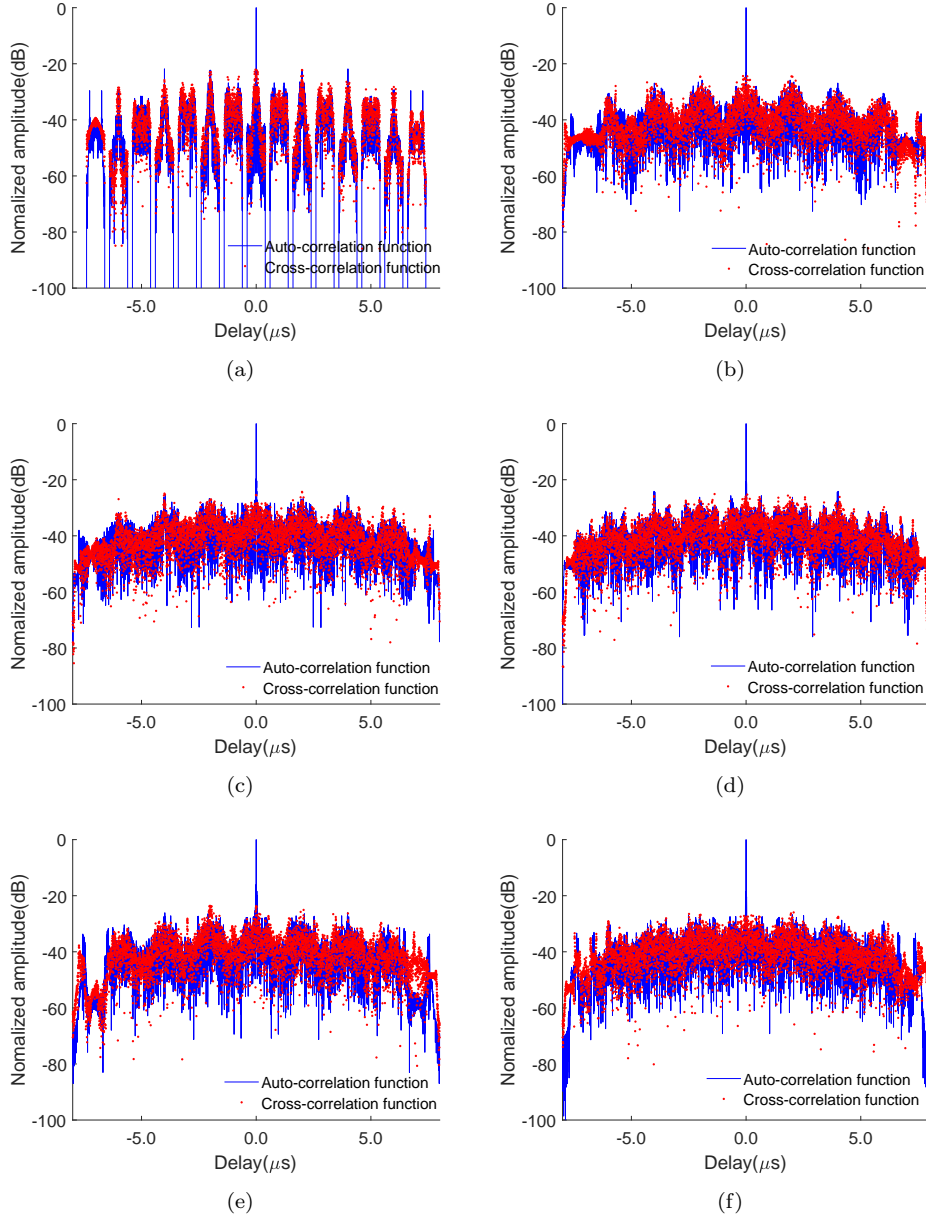 0
-20
-40
-60
-80
-100
Nomalized amplitude(dB)
Auto-correlation function
Cross-correlation function
-5.0 0.0 5.0
Delay(μs)
(a)
0
-20
-40
-60
-80
-100
Nomalized amplitude(dB)
Auto-correlation function
Cross-correlation function
-5.0 0.0 5.0
Delay(μs)
(b)
0
-20
-40
-60
-80
-100
Nomalized amplitude(dB)
Auto-correlation function
Cross-correlation function
-5.0 0.0 5.0
Delay(μs)
(c)
0
-20
-40
-60
-80
-100
Nomalized amplitude(dB)
Auto-correlation function
Cross-correlation function
-5.0 0.0 5.0
Delay(μs)
(d)
0
-20
-40
-60
-80
-100
Nomalized amplitude(dB)
Auto-correlation function
Cross-correlation function
-5.0 0.0 5.0
Delay(μs)
(e)
0
-20
-40
-60
-80
-100
Nomalized amplitude(dB)
Auto-correlation function
Cross-correlation function
-5.0 0.0 5.0
Delay(μs)
(f)